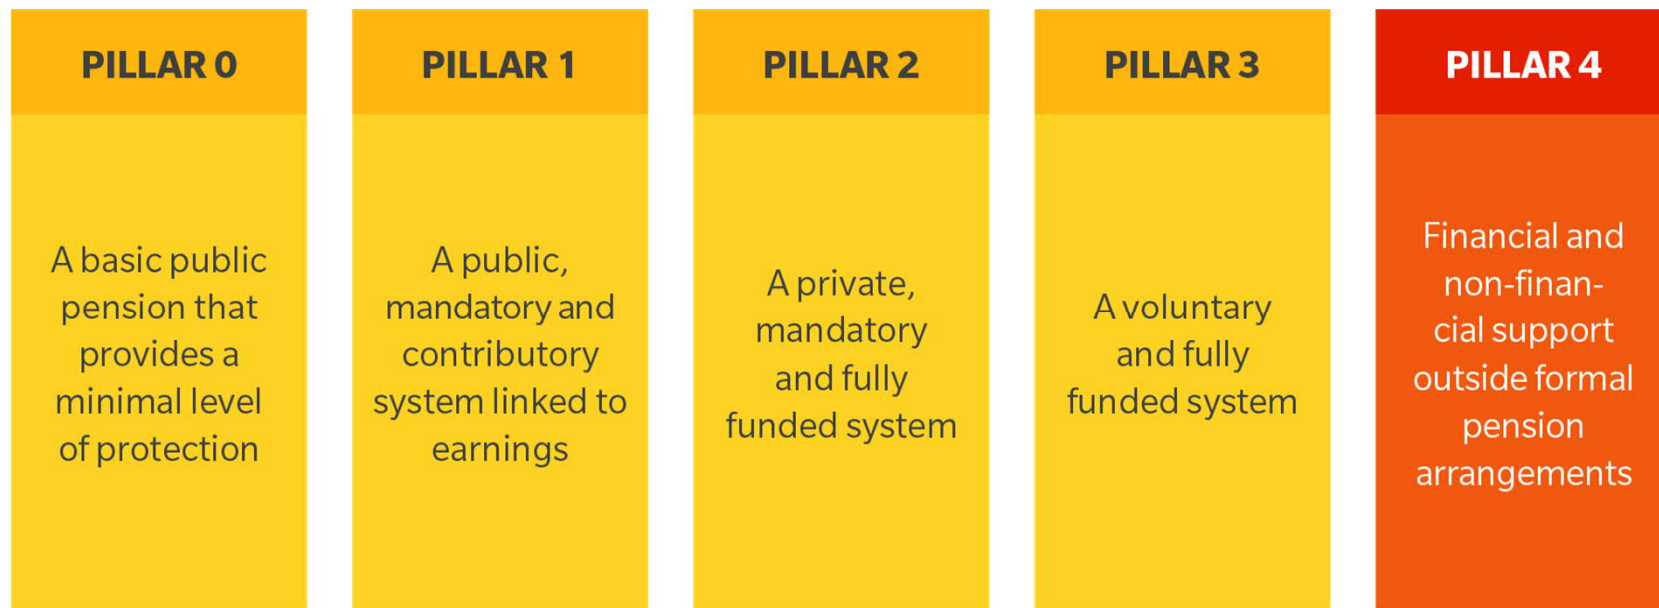 PILLAR 0
A basic public
pension that
provides a
minimal level
of protection
PILLAR 1
A public,
mandatory and
contributory
system linked to
earnings
PILLAR 2
A private,
mandatory
and fully
funded system
PILLAR 3
A voluntary
and fully
funded system
PILLAR 4
Financial and
non-finan-
cial support
outside formal
pension
arrangements